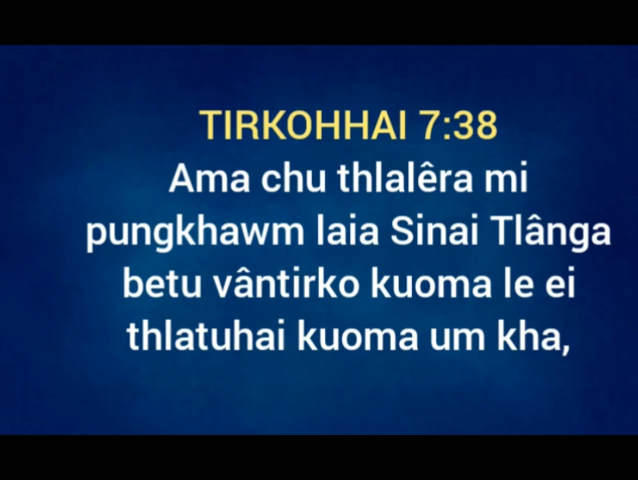 TIRKOHHAI 7:38
Ama chu thlalêra mi
pungkhawm laia Sinai Tlânga
betu vântirko kuoma le ei
thlatuhai kuoma um kha,